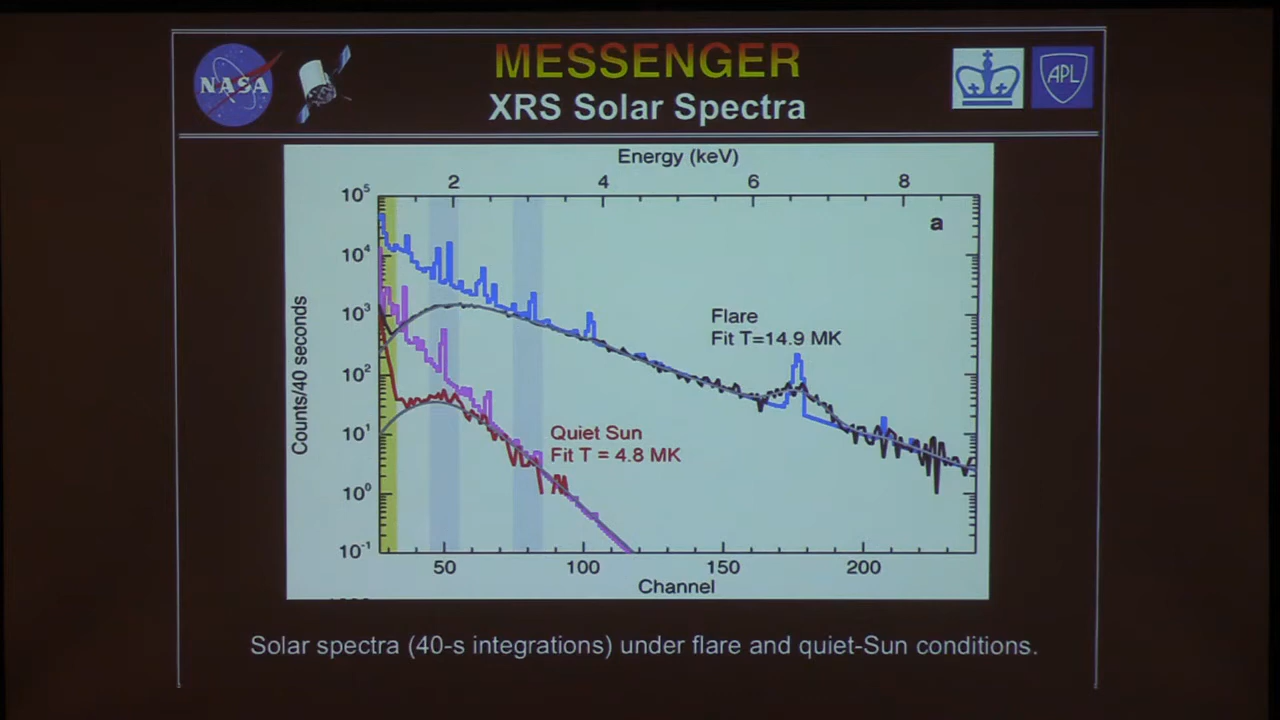 NASA
MESSENGER
APL
XRS Solar Spectra
Energy (keV)
2 4 6 8
10⁵
a
10⁴
10³
Flare
Fit T=14.9 MK
10²
Quiet Sun
10¹
Fit T = 4.8 MK
10⁰
10⁻¹
Counts/40 seconds
50 100 150 200
Channel
Solar spectra (40-s integrations) under flare and quiet-Sun conditions.